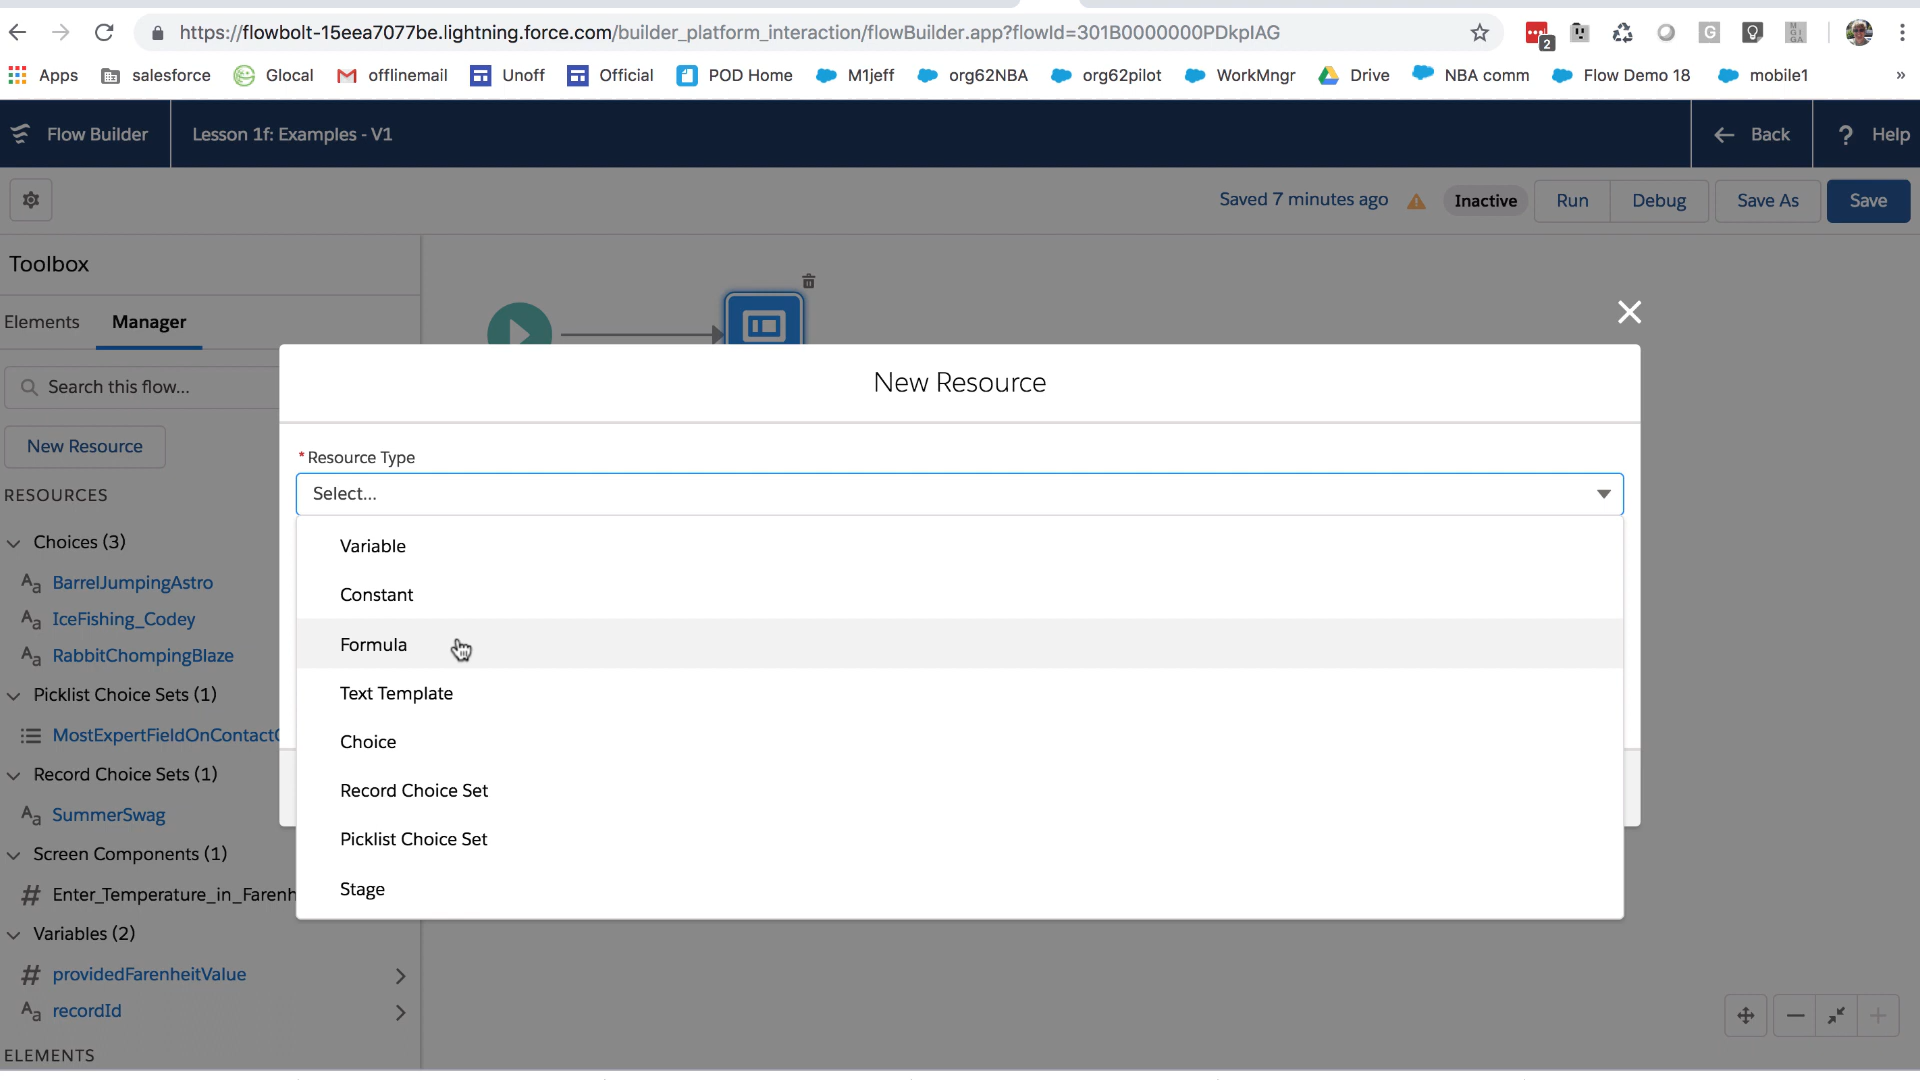 https://flowbolt-15eea7077be.lightning.force.com/builder_platform_interaction/flowBuilder.app?flowId=301B0000000PDkpIAG
2
G
Apps salesforce Glocal offlinemail Unoff Official POD Home M1jeff org62NBA org62pilot WorkMngr Drive NBA comm Flow Demo 18 mobile1 »
Flow Builder Lesson 1f: Examples - V1 Back ? Help
Saved 7 minutes ago Inactive Run Debug Save As Save
Toolbox
Elements Manager
Search this flow...
New Resource
RESOURCES
Choices (3)
BarrelJumpingAstro
IceFishing_Codey
RabbitChompingBlaze
Picklist Choice Sets (1)
MostExpertFieldOnContact
Record Choice Sets (1)
SummerSwag
Screen Components (1)
# Enter_Temperature_in_Farenh
Variables (2)
# providedFarenheitValue
recordId
ELEMENTS
New Resource
* Resource Type
Select...
Variable
Constant
Formula
Text Template
Choice
Record Choice Set
Picklist Choice Set
Stage